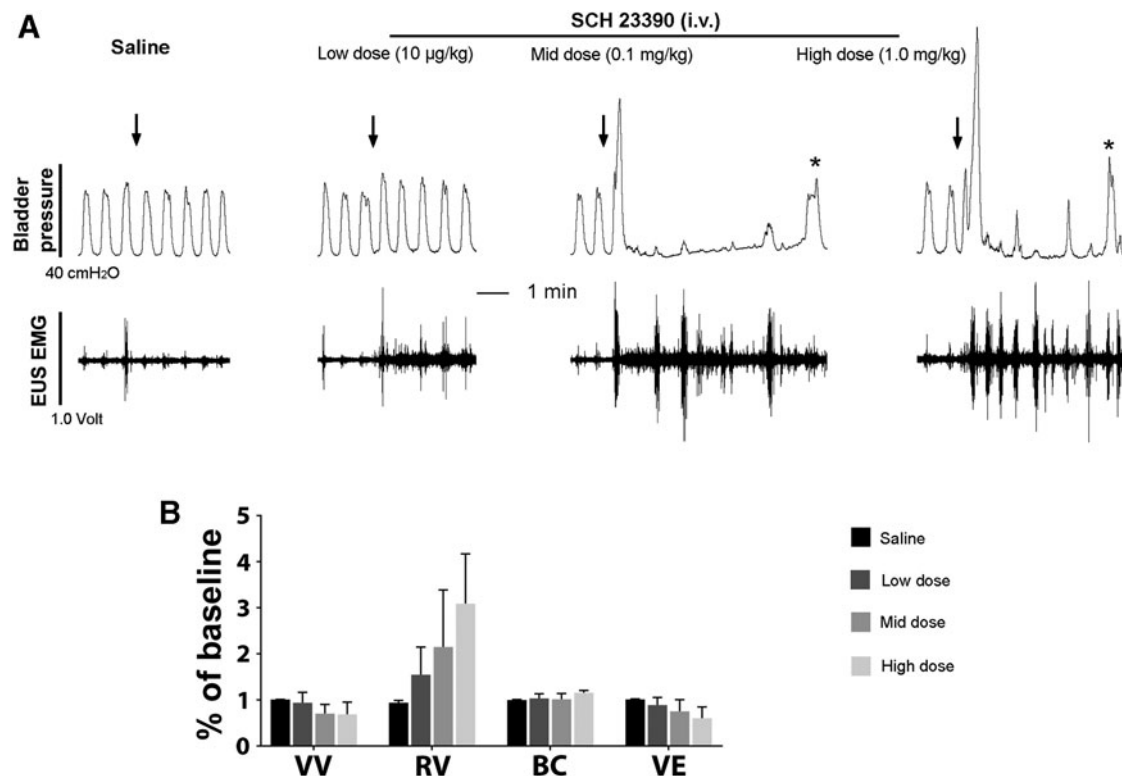 A
SCH 23390 (i.v.)
Saline
Low dose (10 µg/kg)
Mid dose (0.1 mg/kg)
High dose (1.0 mg/kg)
*
*
Bladder
pressure
40 cmH2O
1 min
EUS EMG
1.0 Volt
B
% of baseline
5
4
3
2
1
0
VV
RV
BC
VE
Saline
Low dose
Mid dose
High dose